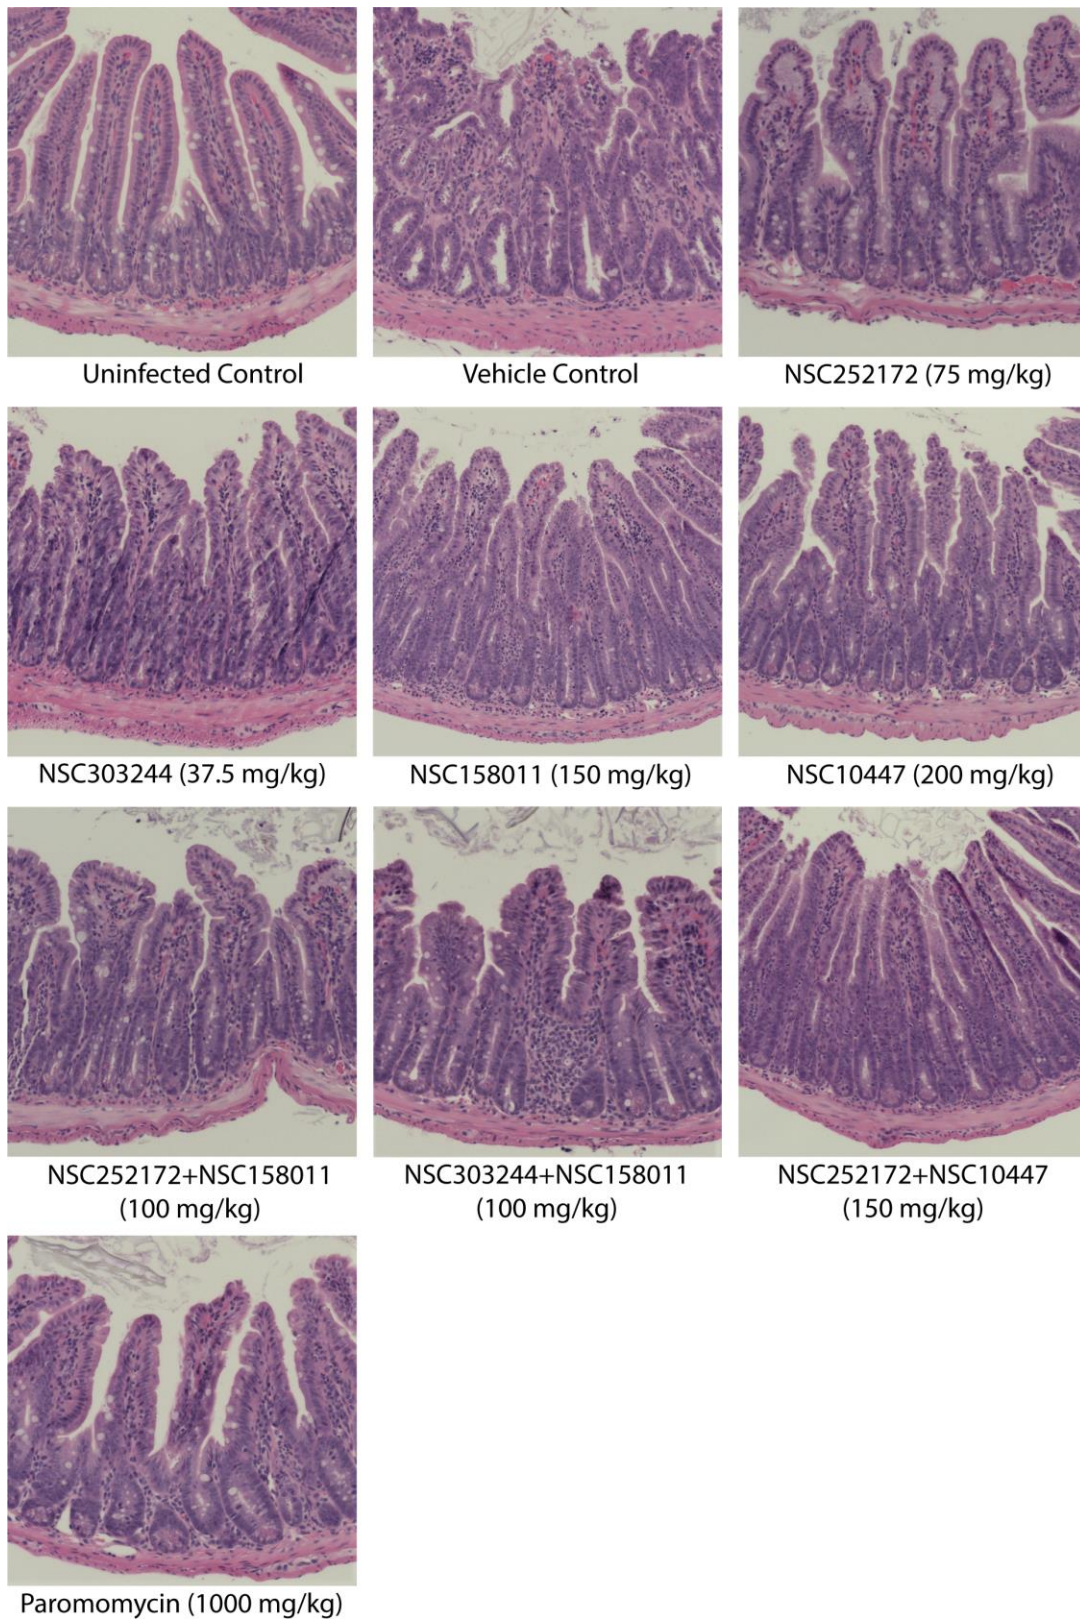 Uninfected Control
Vehicle Control
NSC252172 (75 mg/kg)
NSC303244 (37.5 mg/kg)
NSC158011 (150 mg/kg)
NSC10447 (200 mg/kg)
NSC252172+NSC158011
(100 mg/kg)
NSC303244+NSC158011
(100 mg/kg)
NSC252172+NSC10447
(150 mg/kg)
Paromomycin (1000 mg/kg)